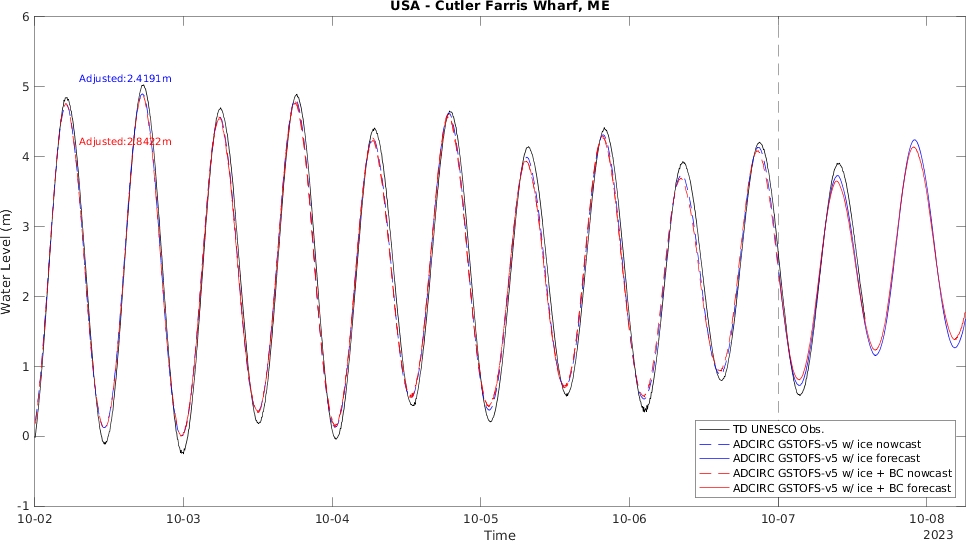 USA - Cutler Farris Wharf, ME
6
5
4
3
2
1
0
-1
Water Level (m)
Adjusted:2.4191m
Adjusted:2.8422m
TD UNESCO Obs.
ADCIRC GSTOFS-v5 w/ ice nowcast
ADCIRC GSTOFS-v5 w/ ice forecast
ADCIRC GSTOFS-v5 w/ ice + BC nowcast
ADCIRC GSTOFS-v5 w/ ice + BC forecast
10-02 10-03 10-04 10-05 10-06 10-07 10-08
Time
2023